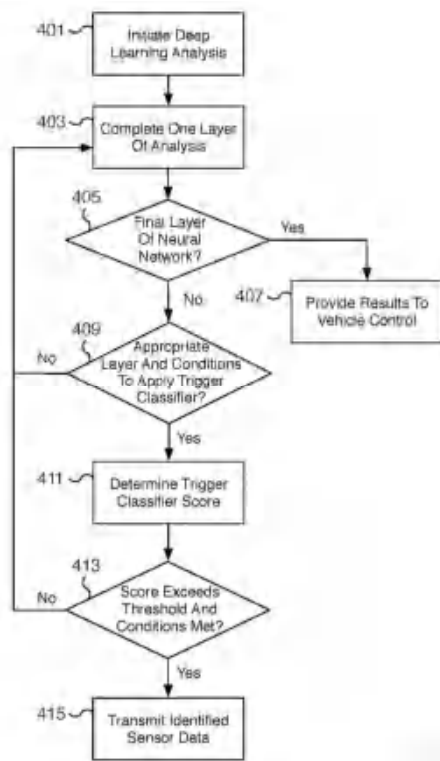 401
Initiate Deep
Learning Analysis
403
Complete One Layer
Of Analysis
405
Final Layer
Of Neural
Network?
Yes
No
407
Provide Results To
Vehicle Control
409
No
Appropriate
Layer And Conditions
To Apply Trigger
Classifier?
Yes
411
Determine Trigger
Classifier Score
413
No
Score Exceeds
Threshold And
Conditions Met?
Yes
415
Transmit Identified
Sensor Data